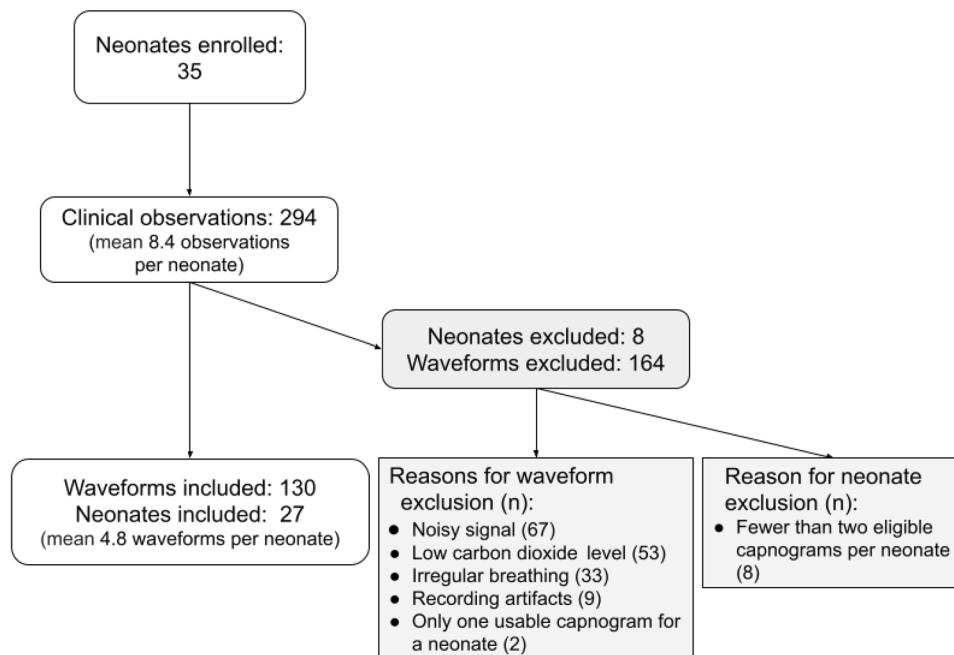 Neonates enrolled:
35
Clinical observations: 294
(mean 8.4 observations
per neonate)
Neonates excluded: 8
Waveforms excluded: 164
Waveforms included: 130
Neonates included:  27
(mean 4.8 waveforms per neonate)
Reasons for waveform
exclusion (n):
● Noisy signal (67)
● Low carbon dioxide level (53)
● Irregular breathing (33)
● Recording artifacts (9)
● Only one usable capnogram for
a neonate (2)
Reason for neonate
exclusion (n):
● Fewer than two eligible
capnograms per neonate
(8)